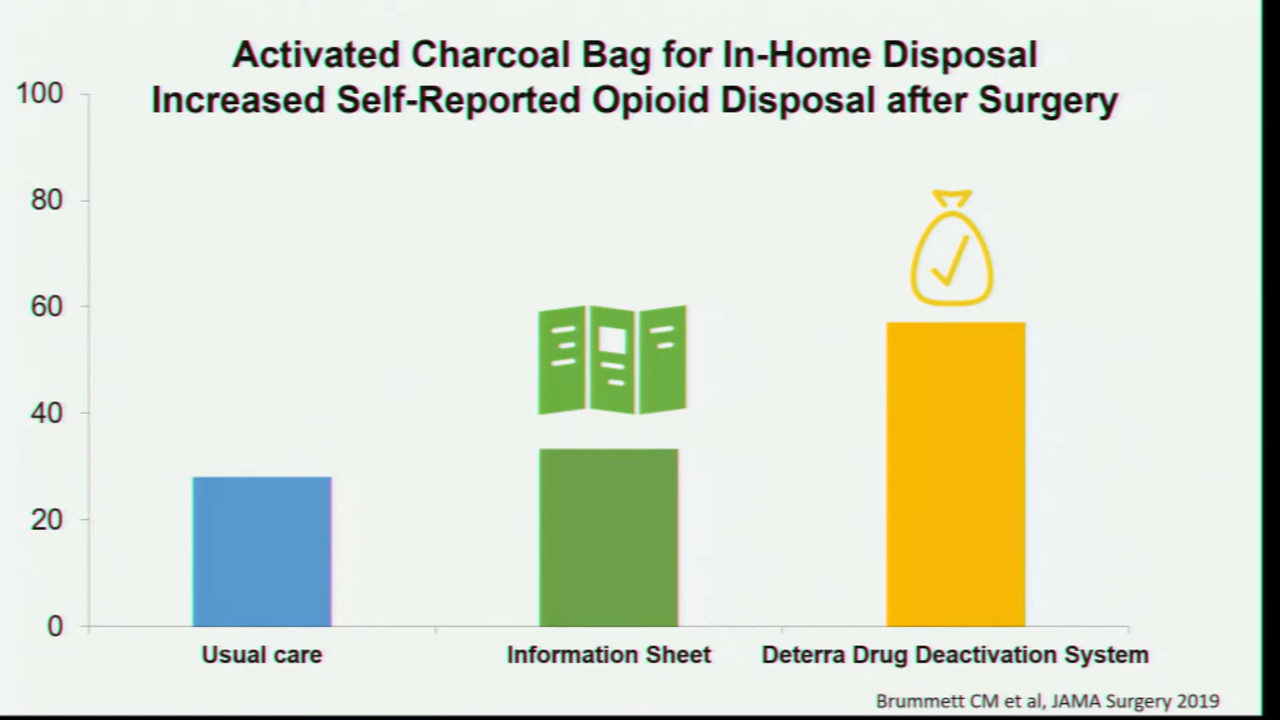 Activated Charcoal Bag for In-Home Disposal
Increased Self-Reported Opioid Disposal after Surgery
100
80
60
40
20
0
Usual care
Information Sheet
Deterra Drug Deactivation System
Brummett CM et al, JAMA Surgery 2019